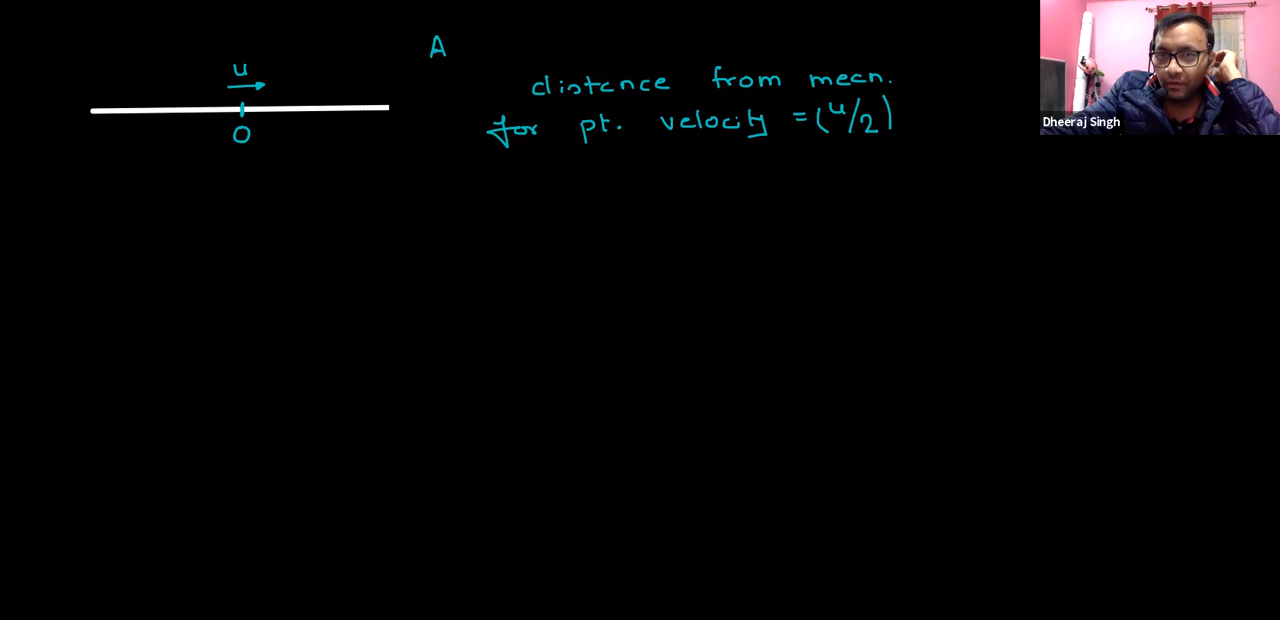 A
u
distance from mean.
O
for pt. velocity = (u/2)
Dheeraj Singh